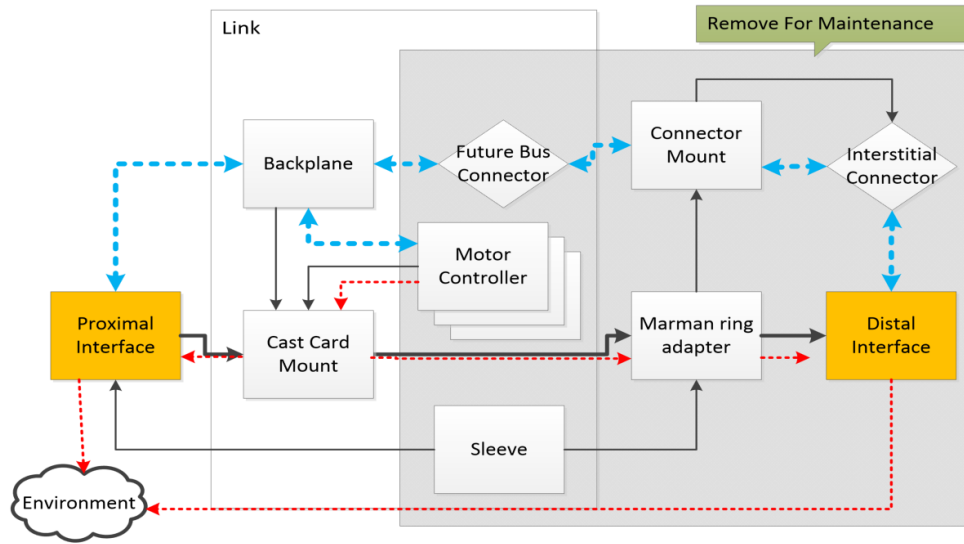 Remove For Maintenance
Link
Backplane
Future Bus
Connector
Connector
Mount
Interstitial
Connector
Motor
Controller
Proximal
Interface
Cast Card
Mount
Marman ring
adapter
Distal
Interface
Sleeve
Environment